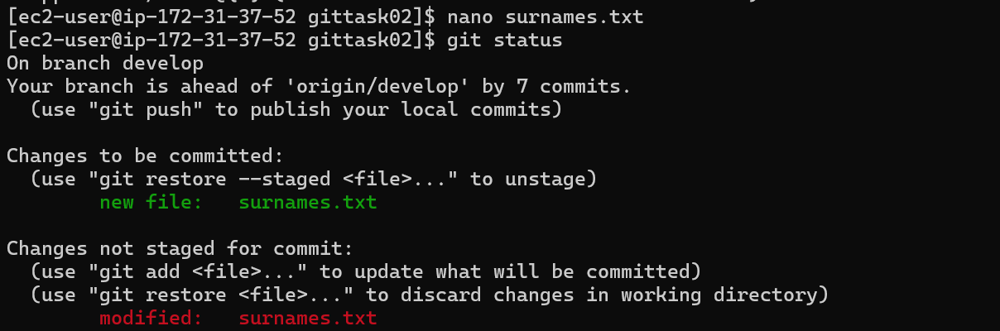 [ec2-user@ip-172-31-37-52 gittask02]$ nano surnames.txt
[ec2-user@ip-172-31-37-52 gittask02]$ git status
On branch develop
Your branch is ahead of 'origin/develop' by 7 commits.
  (use "git push" to publish your local commits)

Changes to be committed:
  (use "git restore --staged <file>..." to unstage)
        new file:   surnames.txt

Changes not staged for commit:
  (use "git add <file>..." to update what will be committed)
  (use "git restore <file>..." to discard changes in working directory)
        modified:   surnames.txt